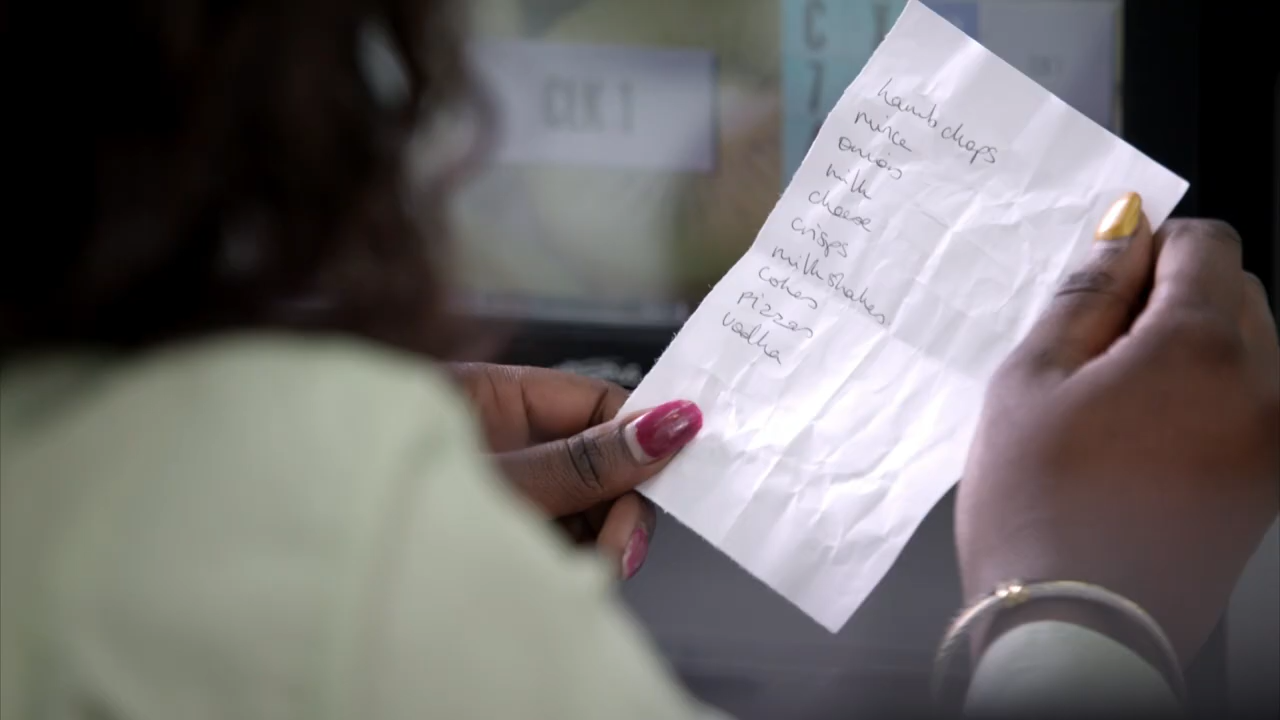 lamb chops
mince
onions
milk
cheese
crisps
milkshakes
cokes
pizzas
vodka